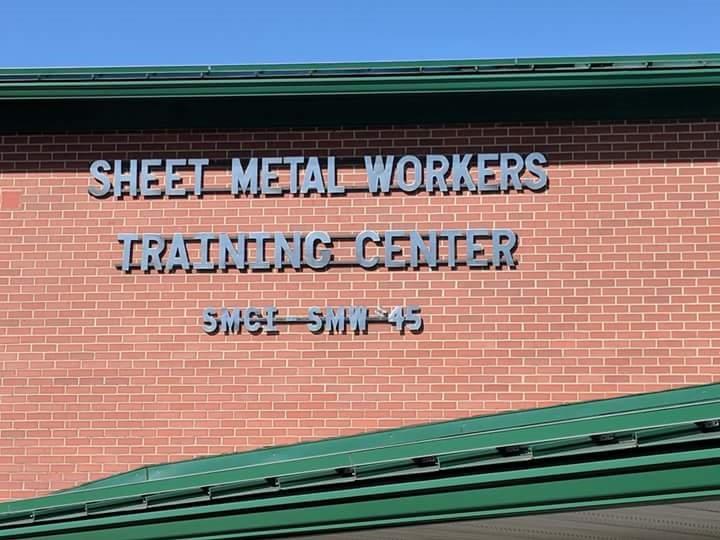 SHEET METAL WORKERS
TRAINING CENTER
SMCI-SMW 45